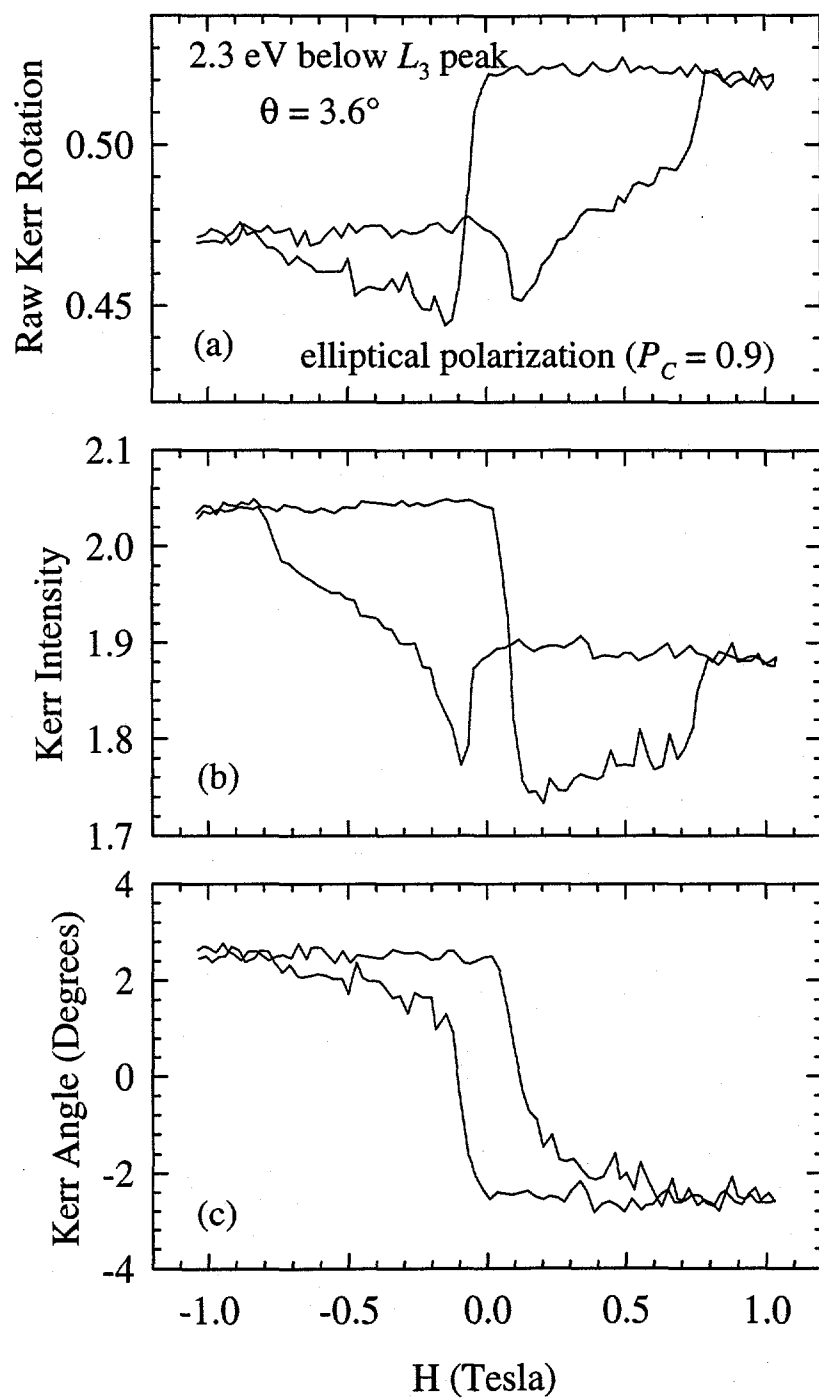 2.3 eV below L3 peak
θ = 3.6°
0.50
0.45
Raw Kerr Rotation
(a)
elliptical polarization (PC = 0.9)
2.1
2.0
1.9
1.8
1.7
Kerr Intensity
(b)
4
2
0
-2
-4
Kerr Angle (Degrees)
(c)
-1.0 -0.5 0.0 0.5 1.0
H (Tesla)